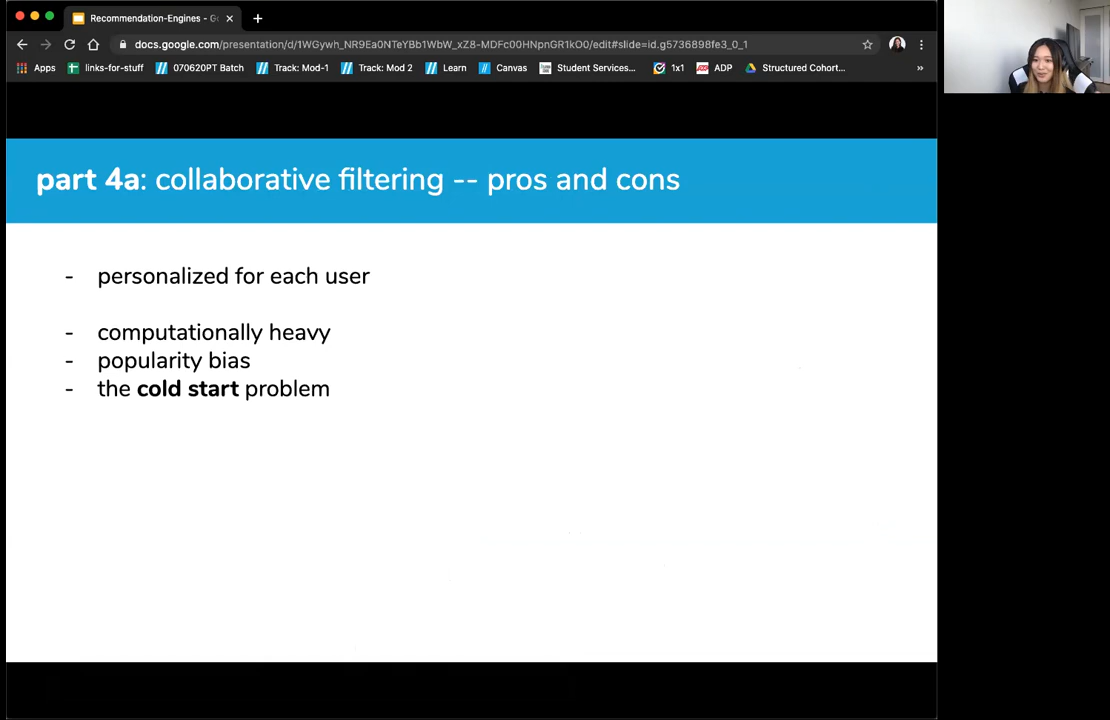 Recommendation-Engines - Go
docs.google.com/presentation/d/1WGywh_NR9Ea0NTeYBb1WbW_xZ8-MDFc00HNpnGR1kO0/edit#slide=id.g5736898fe3_0_1
Apps links-for-stuff 070620PT Batch Track: Mod-1 Track: Mod 2 Learn Canvas Student Services... 1x1 ADP Structured Cohort... »
part 4a: collaborative filtering -- pros and cons
- personalized for each user
- computationally heavy
- popularity bias
- the cold start problem